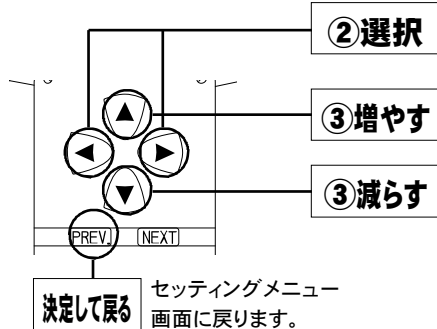 ②選択
③増やす
③減らす
PREV.
NEXT
決定して戻る
セッティングメニュー
画面に戻ります。